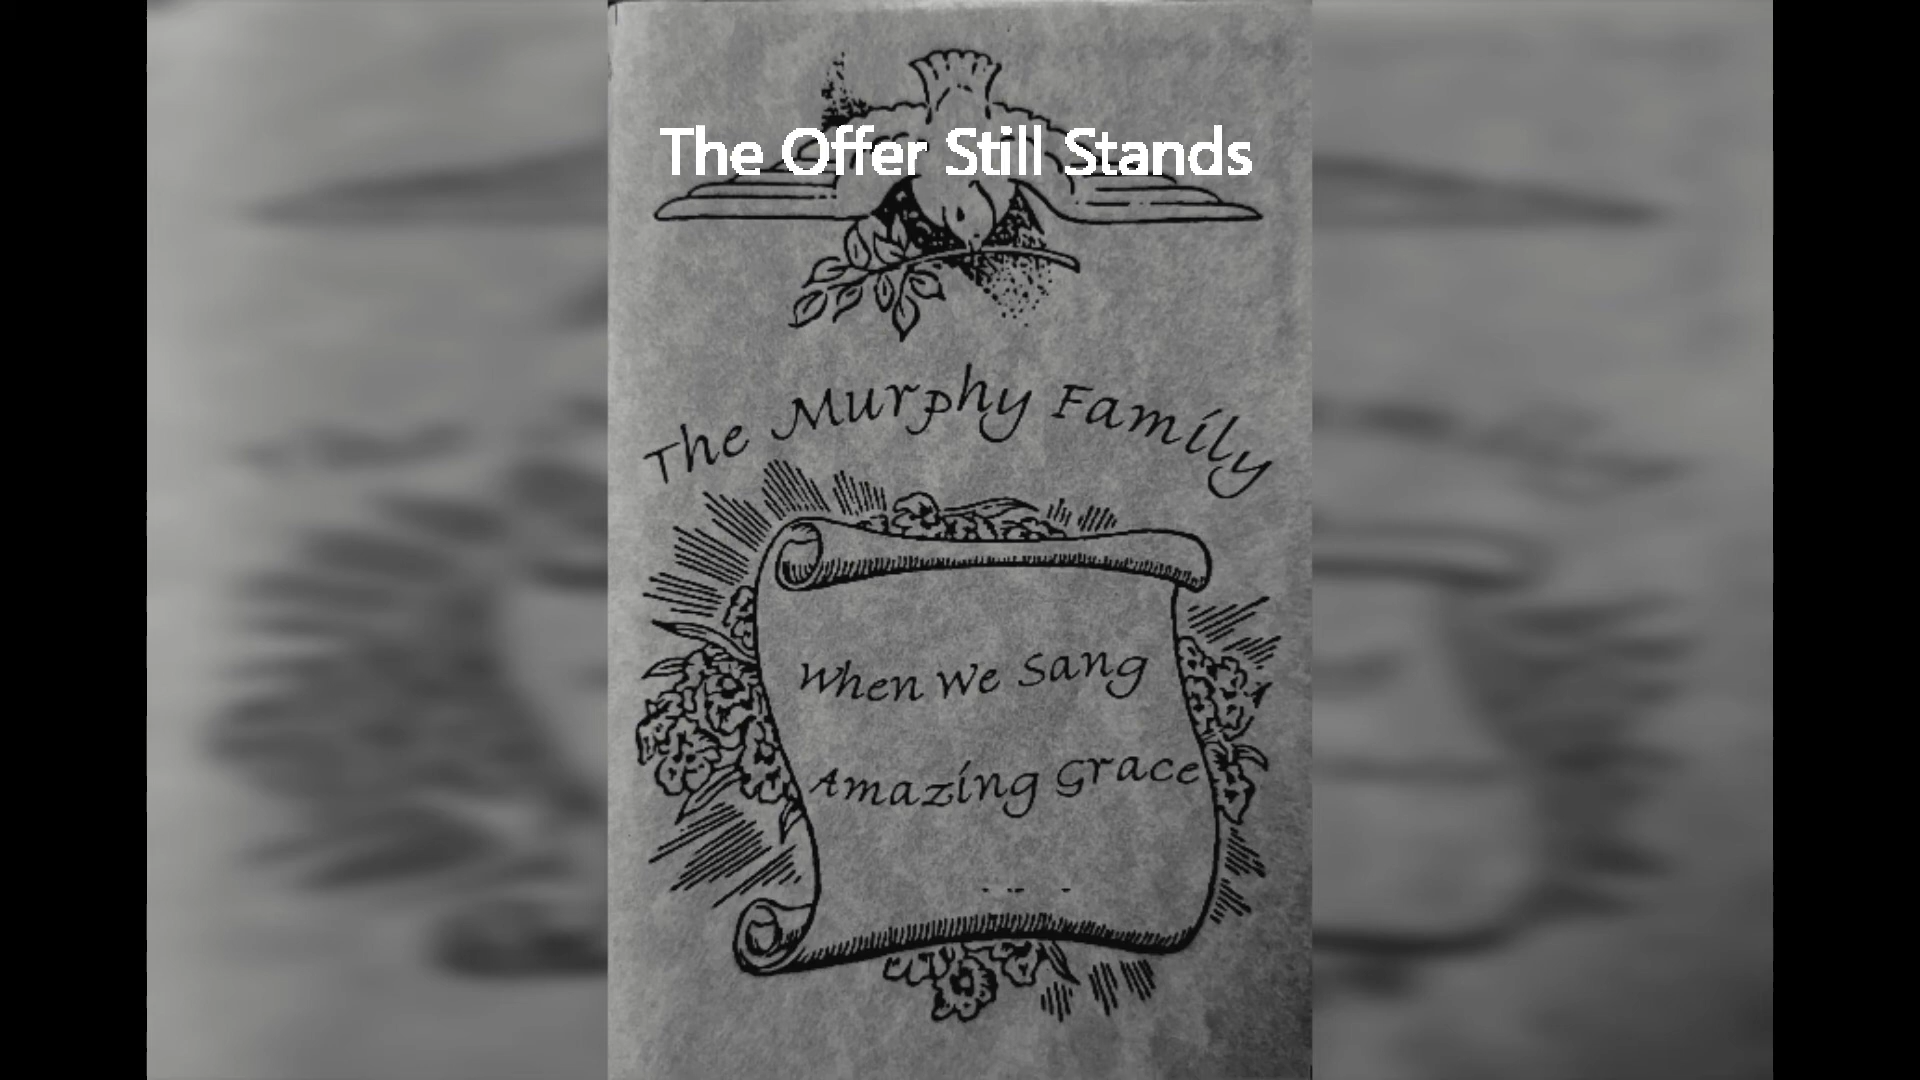 The Offer Still Stands
The Murphy Family
When We Sang
Amazing Grace